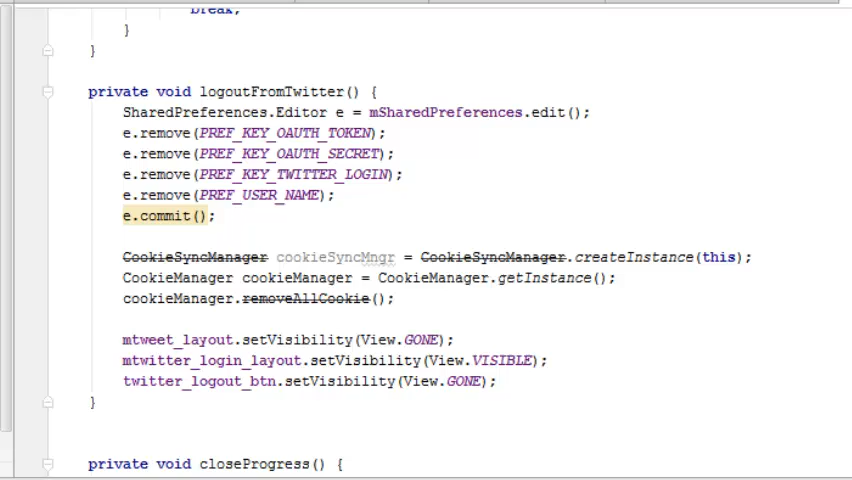 break;
}
}
private void logoutFromTwitter() {
SharedPreferences.Editor e = mSharedPreferences.edit();
e.remove(PREF_KEY_OAUTH_TOKEN);
e.remove(PREF_KEY_OAUTH_SECRET);
e.remove(PREF_KEY_TWITTER_LOGIN);
e.remove(PREF_USER_NAME);
e.commit();
CookieSyncManager cookieSyncMngr = CookieSyncManager.createInstance(this);
CookieManager cookieManager = CookieManager.getInstance();
cookieManager.removeAllCookie();
mtweet_layout.setVisibility(View.GONE);
mtwitter_login_layout.setVisibility(View.VISIBLE);
twitter_logout_btn.setVisibility(View.GONE);
}
private void closeProgress() {